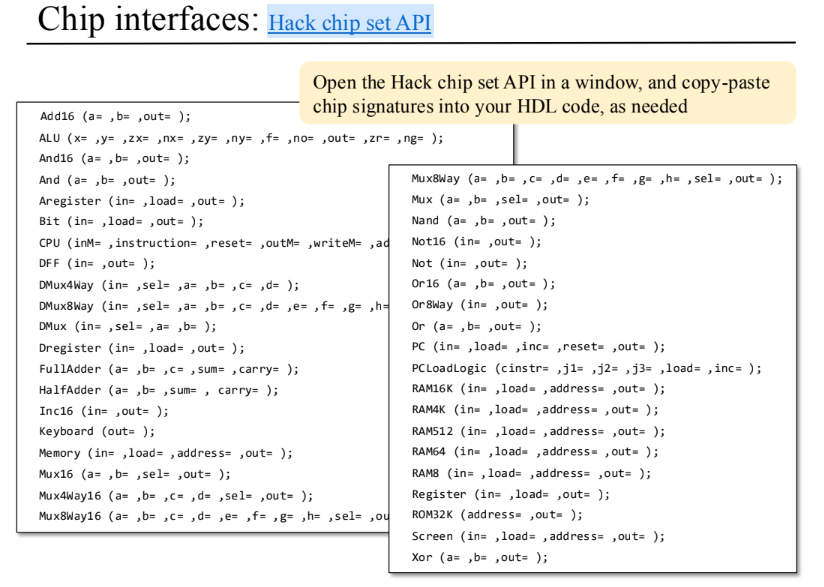 Chip interfaces: Hack chip set API
Open the Hack chip set API in a window, and copy-paste
chip signatures into your HDL code, as needed
Add16 (a= ,b= ,out= );
ALU (x= ,y= ,zx= ,nx= ,zy= ,ny= ,f= ,no= ,out= ,zr= ,ng= );
And16 (a= ,b= ,out= );
And (a= ,b= ,out= );
Aregister (in= ,load= ,out= );
Bit (in= ,load= ,out= );
CPU (inM= ,instruction= ,reset= ,outM= ,writeM= ,ad
DFF (in= ,out= );
DMux4Way (in= ,sel= ,a= ,b= ,c= ,d= );
DMux8Way (in= ,sel= ,a= ,b= ,c= ,d= ,e= ,f= ,g= ,h=
DMux (in= ,sel= ,a= ,b= );
Dregister (in= ,load= ,out= );
FullAdder (a= ,b= ,c= ,sum= ,carry= );
HalfAdder (a= ,b= ,sum= , carry= );
Inc16 (in= ,out= );
Keyboard (out= );
Memory (in= ,load= ,address= ,out= );
Mux16 (a= ,b= ,sel= ,out= );
Mux4Way16 (a= ,b= ,c= ,d= ,sel= ,out= );
Mux8Way16 (a= ,b= ,c= ,d= ,e= ,f= ,g= ,h= ,sel= ,ou
Mux8Way (a= ,b= ,c= ,d= ,e= ,f= ,g= ,h= ,sel= ,out= );
Mux (a= ,b= ,sel= ,out= );
Nand (a= ,b= ,out= );
Not16 (in= ,out= );
Not (in= ,out= );
Or16 (a= ,b= ,out= );
Or8Way (in= ,out= );
Or (a= ,b= ,out= );
PC (in= ,load= ,inc= ,reset= ,out= );
PCLoadLogic (cinstr= ,j1= ,j2= ,j3= ,load= ,inc= );
RAM16K (in= ,load= ,address= ,out= );
RAM4K (in= ,load= ,address= ,out= );
RAM512 (in= ,load= ,address= ,out= );
RAM64 (in= ,load= ,address= ,out= );
RAM8 (in= ,load= ,address= ,out= );
Register (in= ,load= ,out= );
ROM32K (address= ,out= );
Screen (in= ,load= ,address= ,out= );
Xor (a= ,b= ,out= );